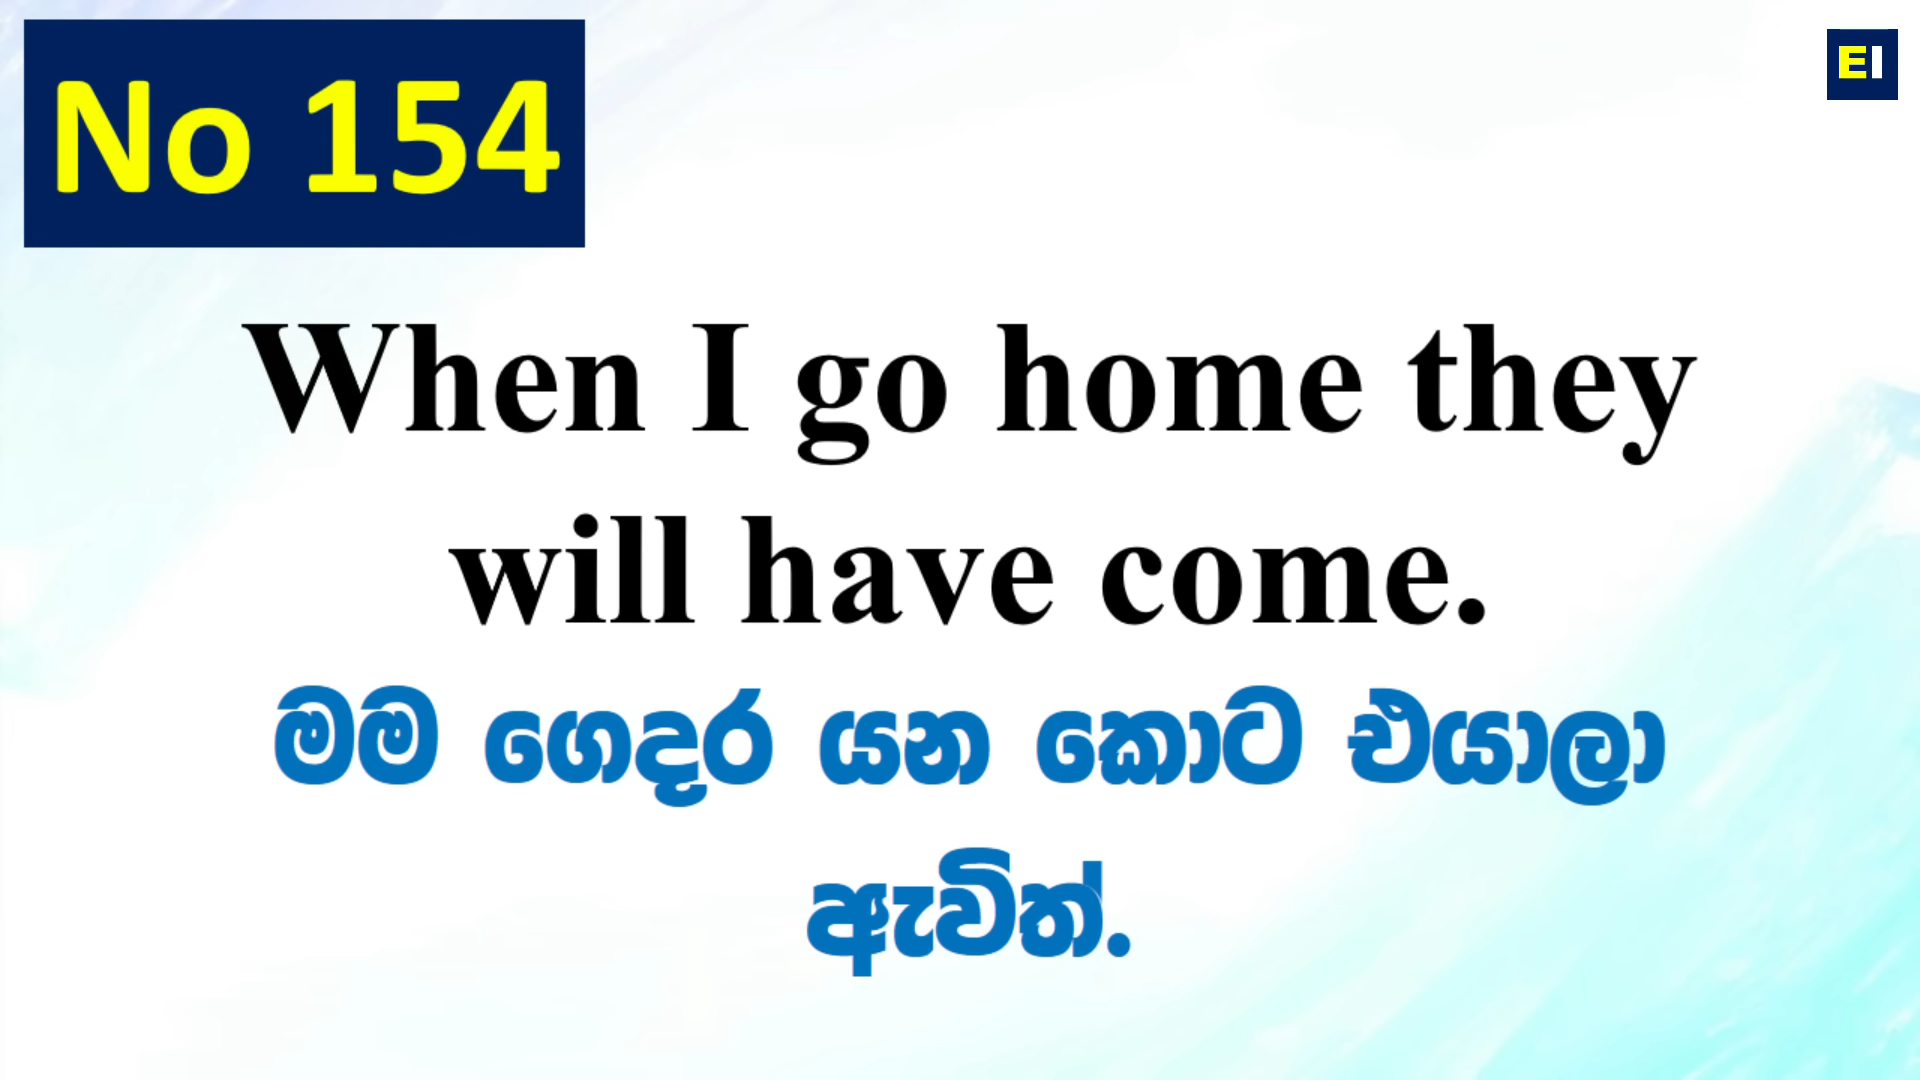 No 154
EI
When I go home they
will have come.
මම ගෙදර යන කොට එයාලා
ඇවිත්.